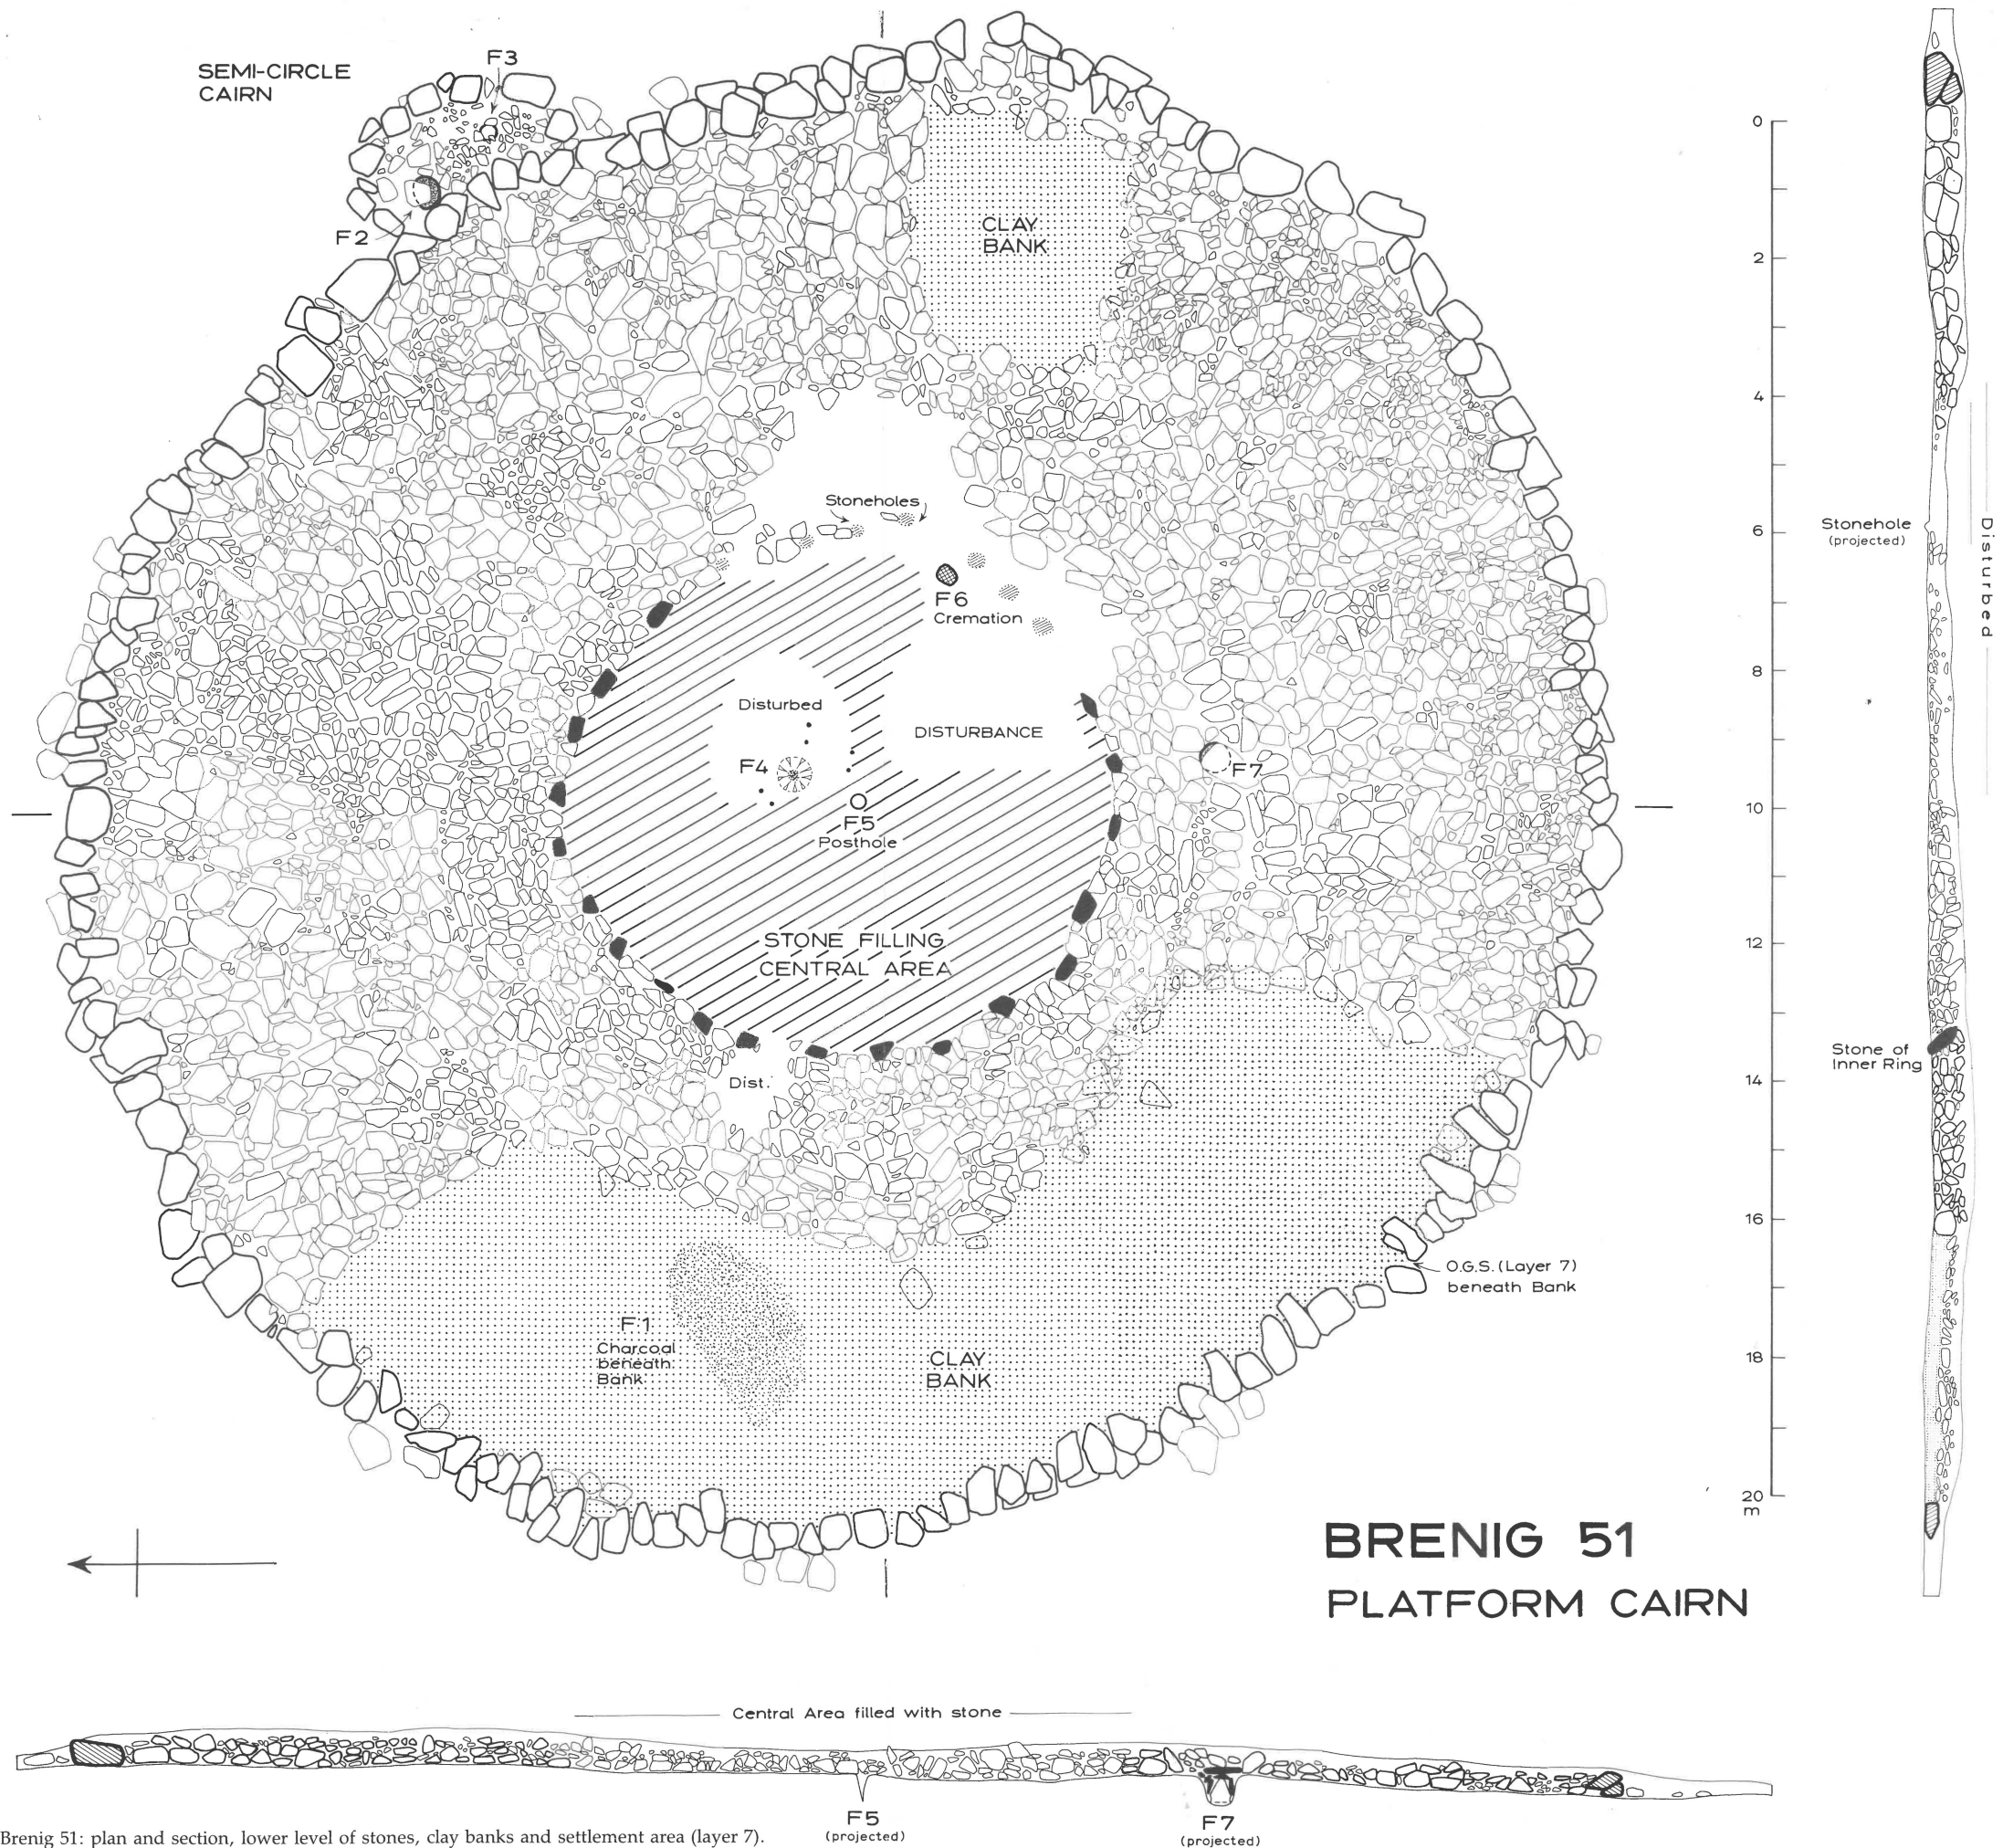 SEMI-CIRCLE
CAIRN
F3
F2
CLAY
BANK
Stoneholes
F6
Cremation
Disturbed
DISTURBANCE
F4
F5
Posthole
F7
STONE FILLING
CENTRAL AREA
Dist.
F1
Charcoal
beneath
Bank
CLAY
BANK
O.G.S. (Layer 7)
beneath Bank
0
2
4
6
8
10
12
14
16
18
20
m
Stonehole
(projected)
Disturbed
Stone of
Inner Ring
BRENIG 51
PLATFORM CAIRN
Central Area filled with stone
F5
(projected)
F7
(projected)
Brenig 51: plan and section, lower level of stones, clay banks and settlement area (layer 7).